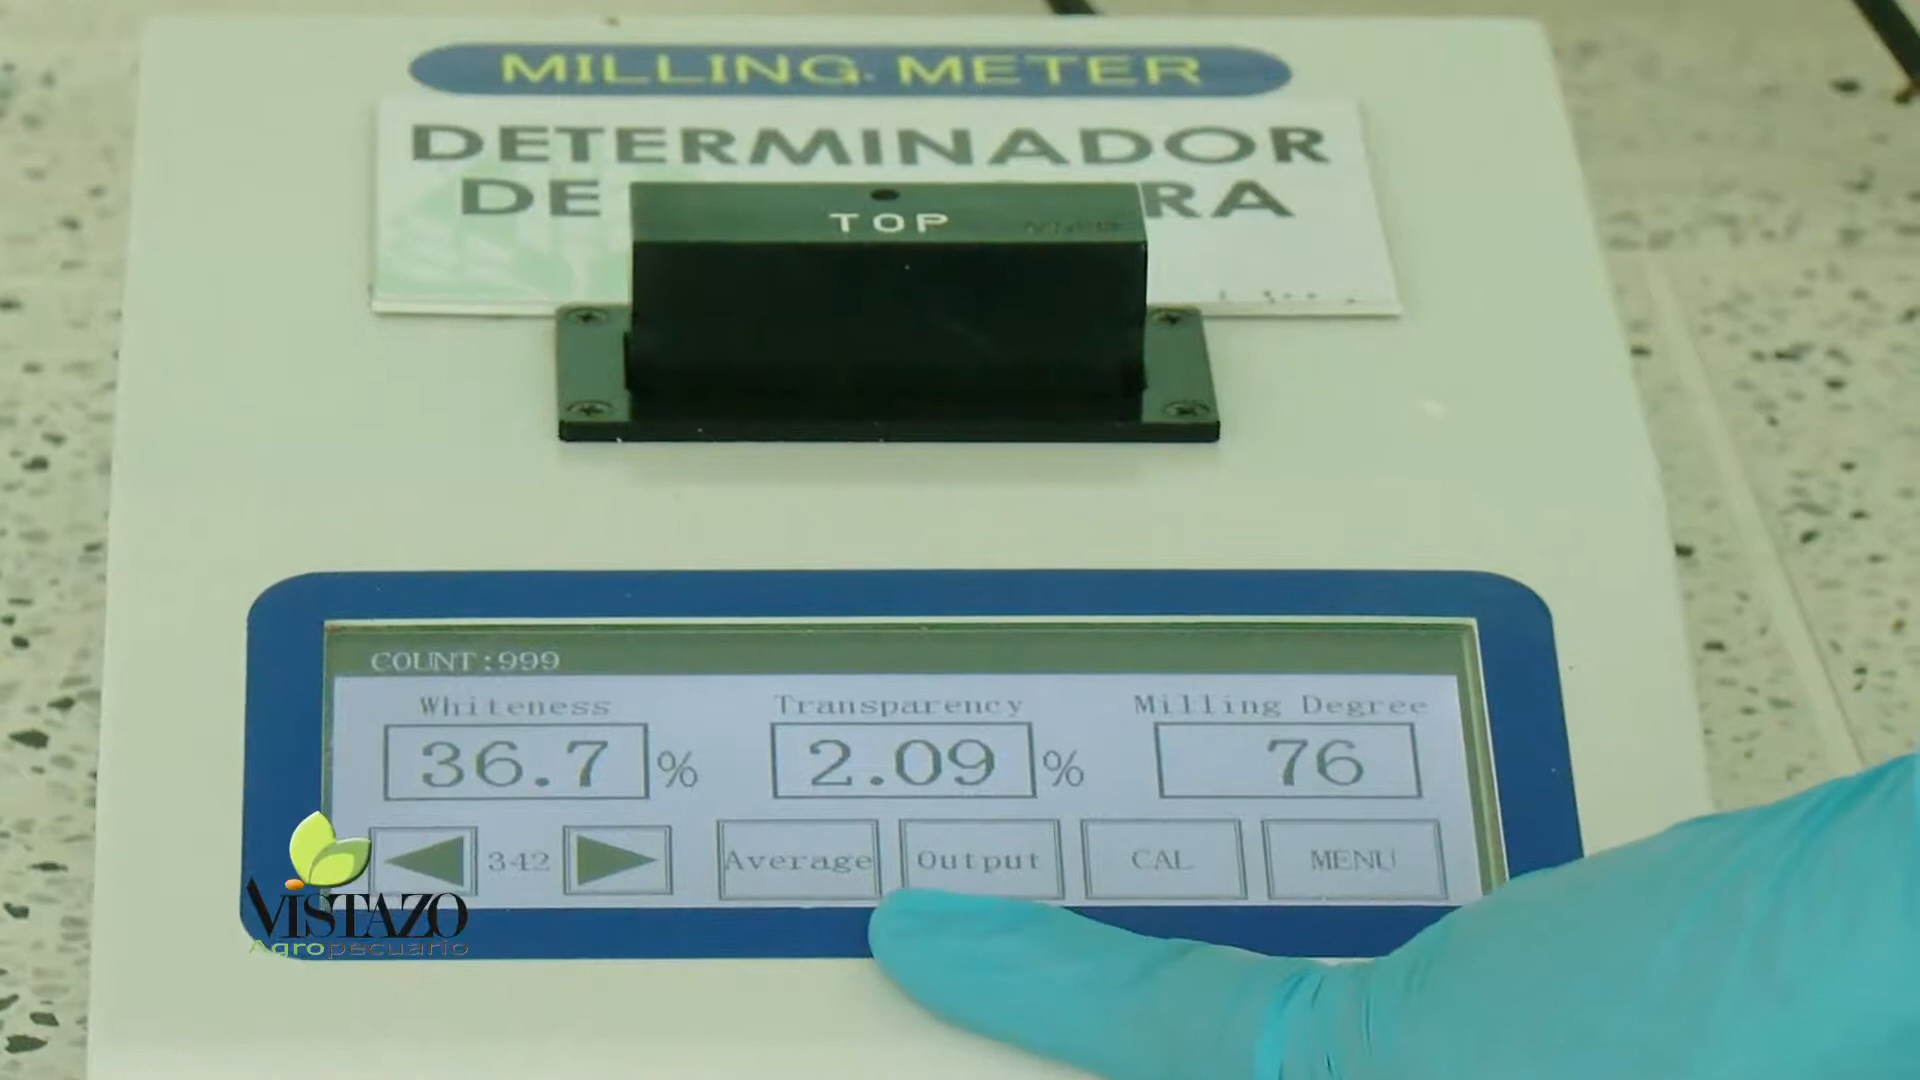 MILLING METER
DETERMINADOR
DE
RA
TOP
COUNT:999
Whiteness Transparency Milling Degree
36.7 % 2.09 % 76
342 Average Output CAL MENU
VISTAZO
Agropecuario